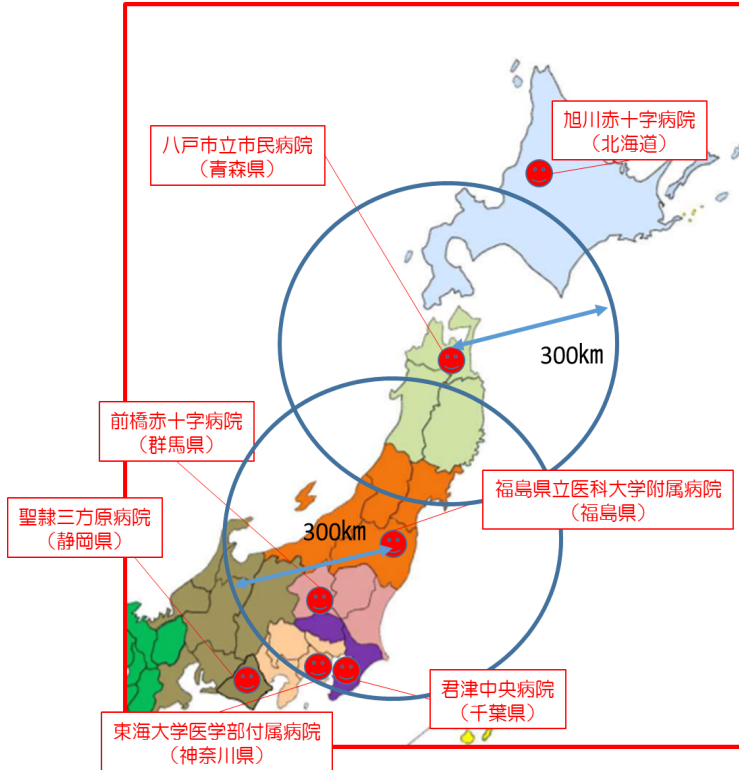 旭川赤十字病院
（北海道）
八戸市立市民病院
（青森県）
300km
前橋赤十字病院
（群馬県）
福島県立医科大学附属病院
（福島県）
聖隷三方原病院
（静岡県）
300km
君津中央病院
（千葉県）
東海大学医学部付属病院
（神奈川県）